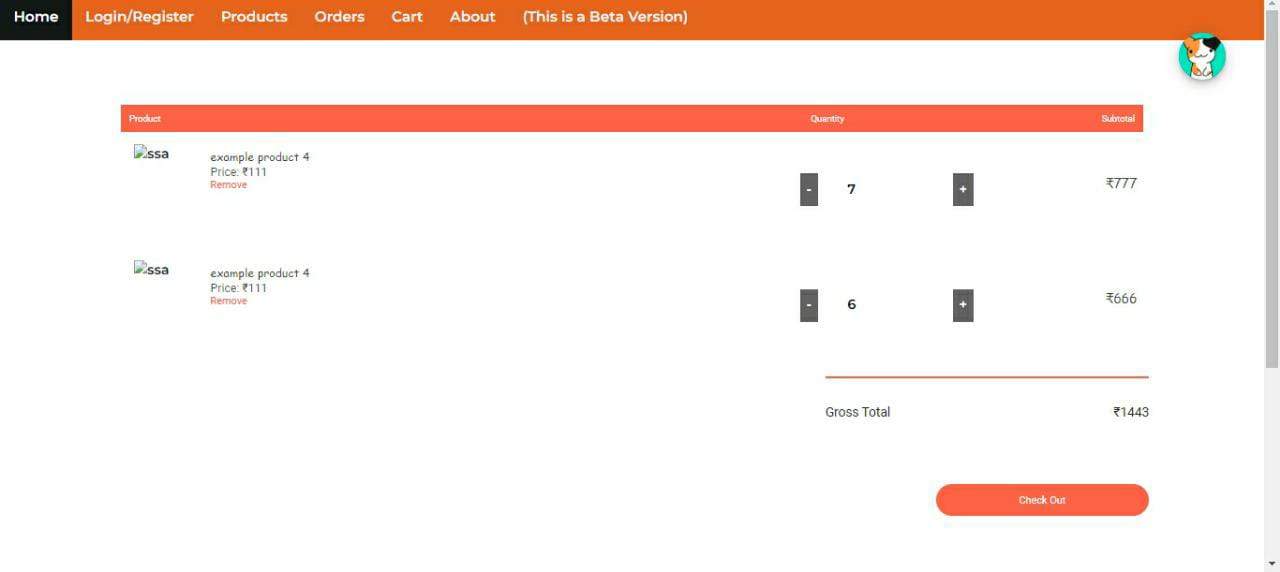 Home Login/Register Products Orders Cart About (This is a Beta Version)
Product Quantity Subtotal
ssa
example product 4
Price: ₹111
Remove
- 7 +
₹777
ssa
example product 4
Price: ₹111
Remove
- 6 +
₹666
Gross Total ₹1443
Check Out